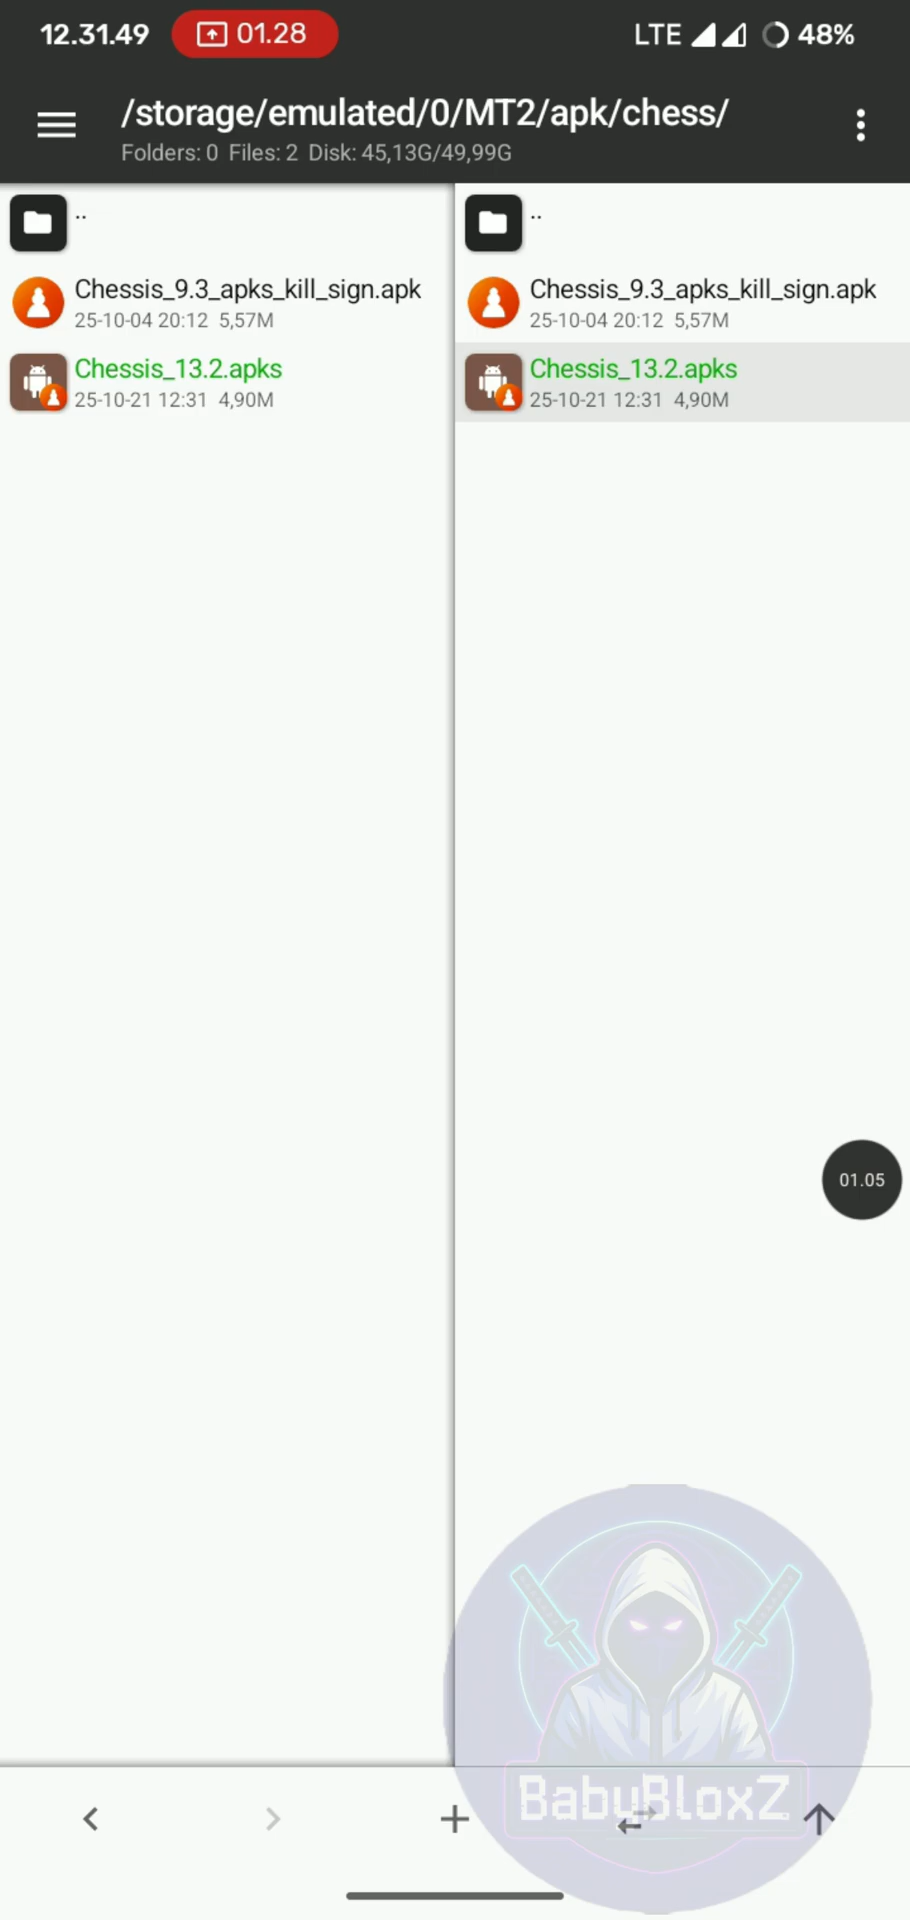 12.31.49 01.28 LTE 48%
/storage/emulated/0/MT2/apk/chess/
Folders: 0 Files: 2 Disk: 45,13G/49,99G
..
Chessis_9.3_apks_kill_sign.apk
25-10-04 20:12 5,57M
Chessis_13.2.apks
25-10-21 12:31 4,90M
..
Chessis_9.3_apks_kill_sign.apk
25-10-04 20:12 5,57M
Chessis_13.2.apks
25-10-21 12:31 4,90M
01.05
BabyBloxZ